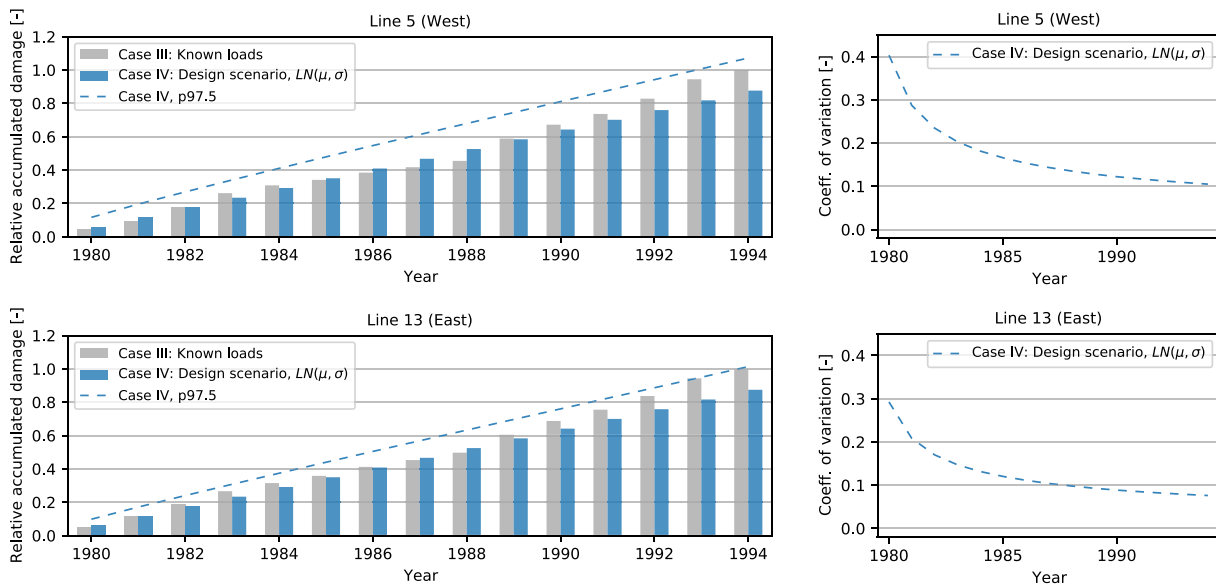 Line 5 (West)
Relative accumulated damage [-]
1.2
1.0
0.8
0.6
0.4
0.2
0.0
Case III: Known loads
Case IV: Design scenario, LN(μ, σ)
Case IV, p97.5
1980 1982 1984 1986 1988 1990 1992 1994
Year
Line 5 (West)
Coeff. of variation [-]
0.4
0.3
0.2
0.1
0.0
Case IV: Design scenario, LN(μ, σ)
1980 1985 1990
Year
Line 13 (East)
Relative accumulated damage [-]
1.2
1.0
0.8
0.6
0.4
0.2
0.0
Case III: Known loads
Case IV: Design scenario, LN(μ, σ)
Case IV, p97.5
1980 1982 1984 1986 1988 1990 1992 1994
Year
Line 13 (East)
Coeff. of variation [-]
0.4
0.3
0.2
0.1
0.0
Case IV: Design scenario, LN(μ, σ)
1980 1985 1990
Year